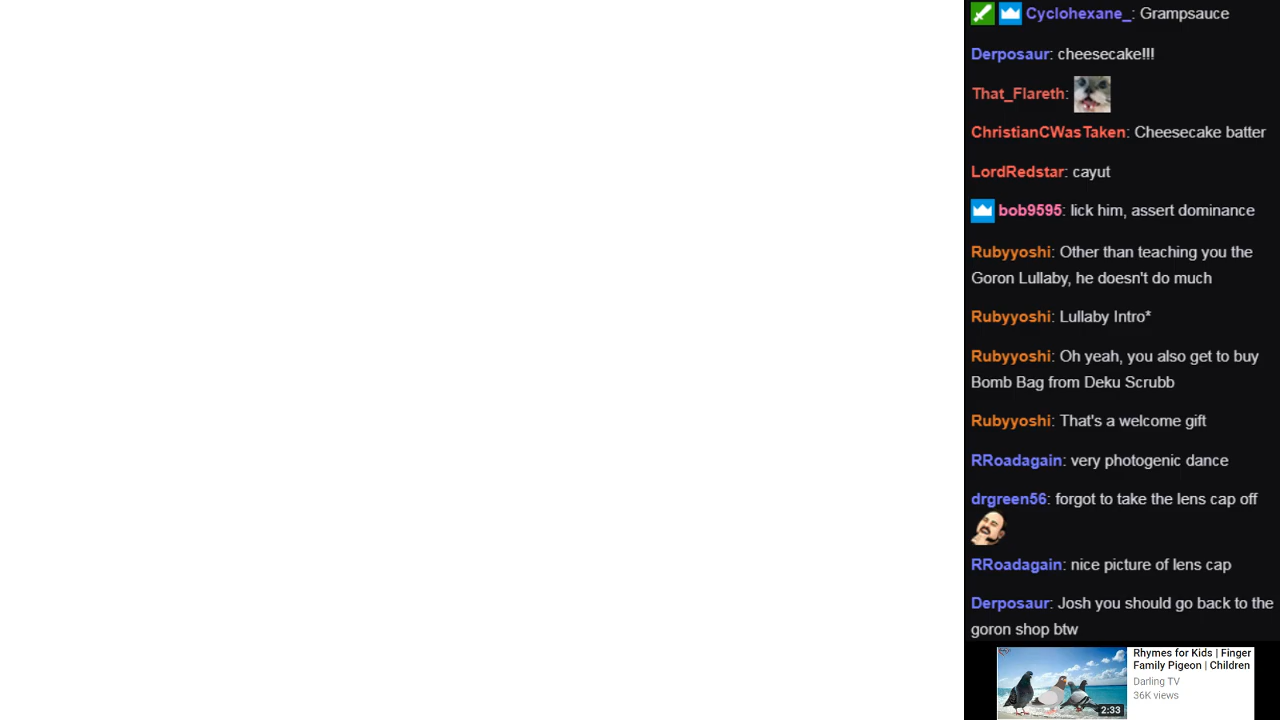 Cyclohexane_: Grampsauce
Derposaur: cheesecake!!!
That_Flareth:
ChristianCWasTaken: Cheesecake batter
LordRedstar: cayut
bob9595: lick him, assert dominance
Rubyyoshi: Other than teaching you the
Goron Lullaby, he doesn't do much
Rubyyoshi: Lullaby Intro*
Rubyyoshi: Oh yeah, you also get to buy
Bomb Bag from Deku Scrubb
Rubyyoshi: That's a welcome gift
RRoadagain: very photogenic dance
drgreen56: forgot to take the lens cap off
RRoadagain: nice picture of lens cap
Derposaur: Josh you should go back to the
goron shop btw
Rhymes for Kids | Finger
Family Pigeon | Children
Darling TV
36K views
2:33